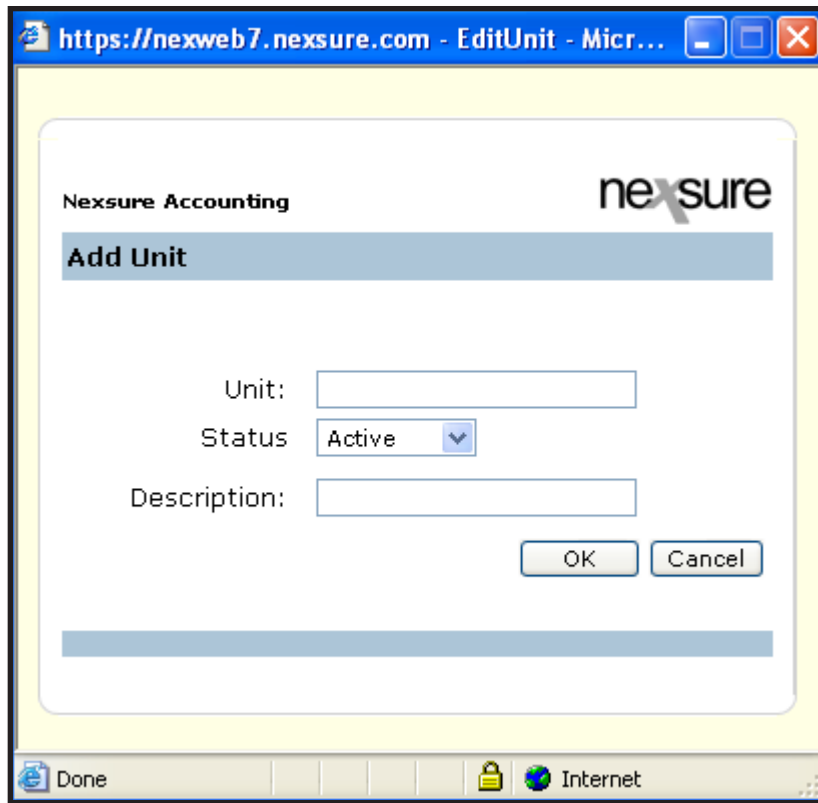 https://nexweb7.nexsure.com - EditUnit - Micr...
Nexsure Accounting
nexsure
Add Unit
Unit:
Status Active
Description:
OK Cancel
Done Internet